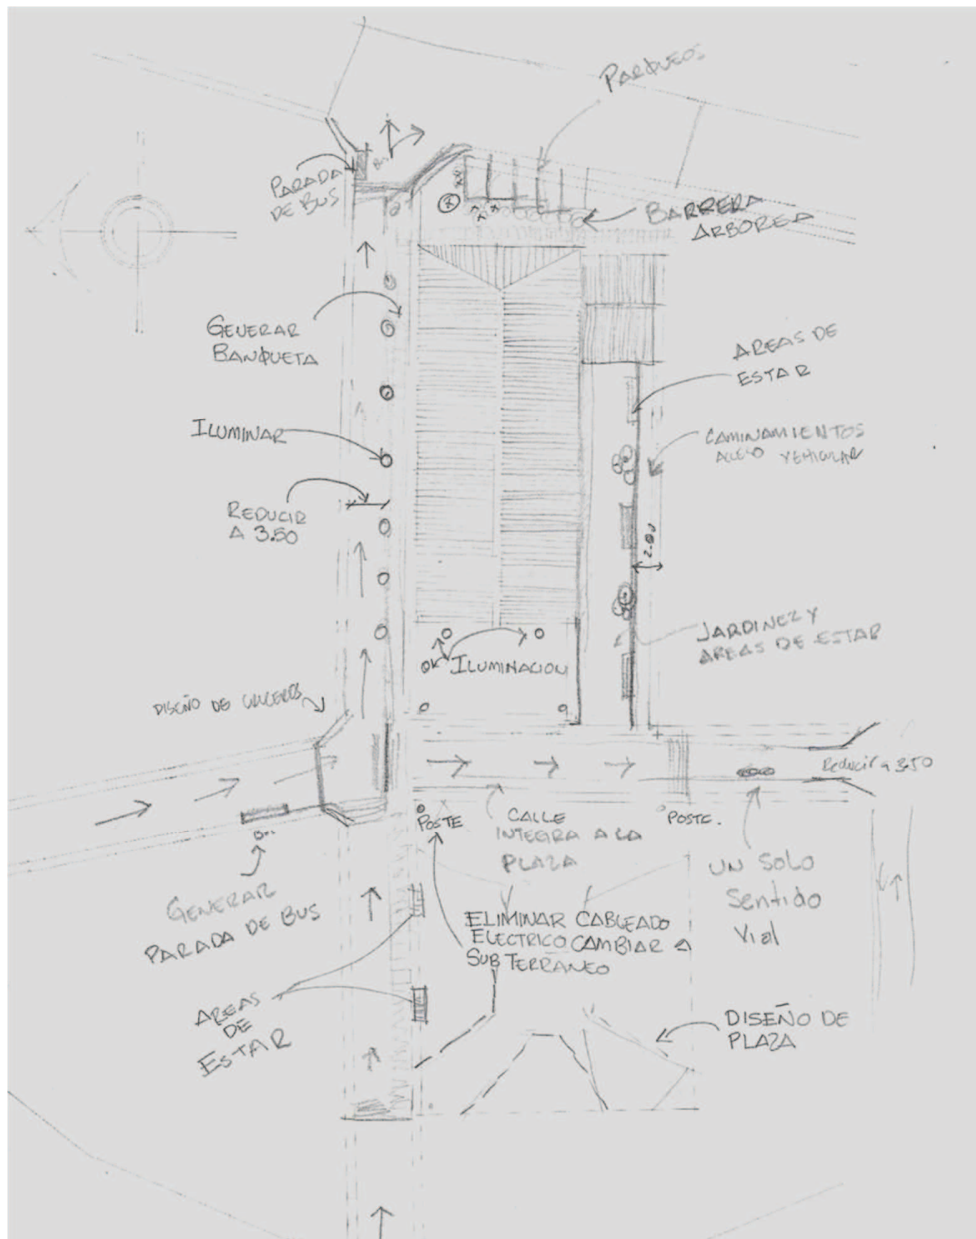 PARQUEOS
PARADA
DE BUS
BARRERA
ARBOREA
GENERAR
BANQUETA
AREAS DE
ESTAR
ILUMINAR
CAMINAMIENTOS
VEHICULAR
REDUCIR
A 3.50
2.00
JARDINEZ Y
AREAS DE ESTAR
ILUMINACION
DISEÑO DE
Reducir a 3.50
POSTE
CALLE
INTEGRA A LA
PLAZA
POSTE.
UN SOLO
Sentido
Vial
GENERAR
PARADA DE BUS
ELIMINAR CABLEADO
ELECTRICO CAMBIAR A
SUBTERRANEO
AREAS
DE
ESTAR
DISEÑO DE
PLAZA